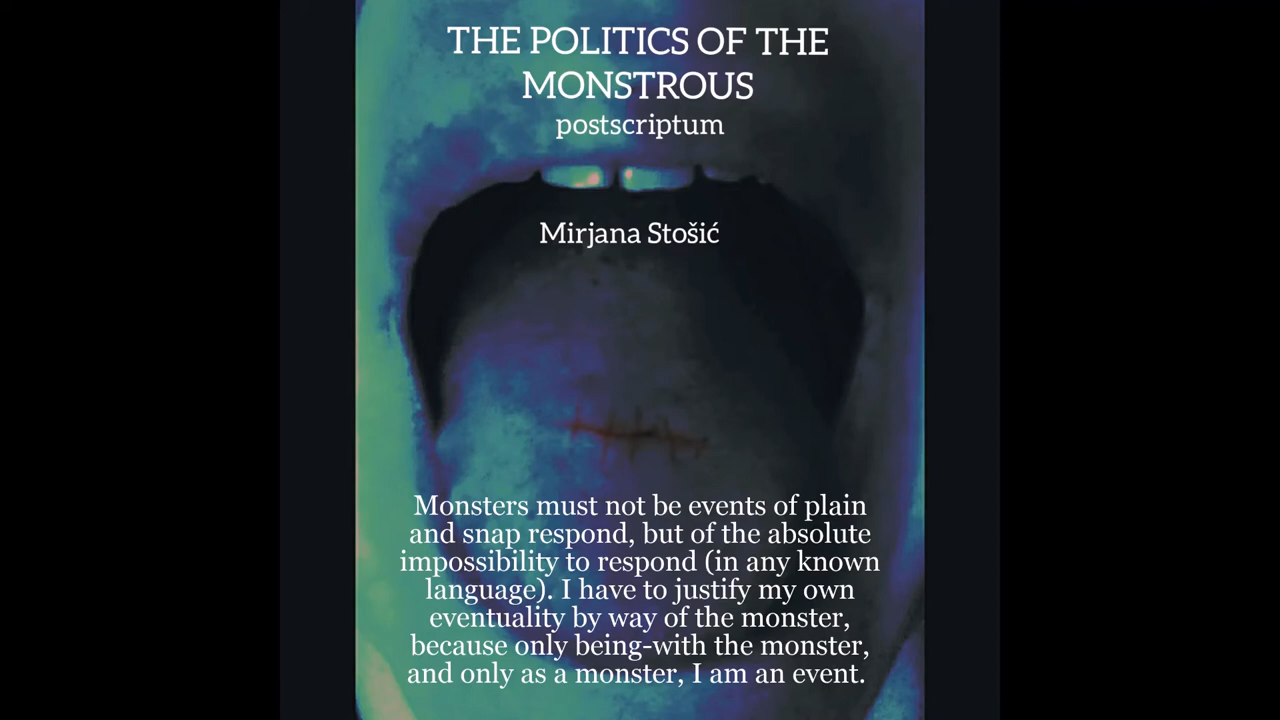 THE POLITICS OF THE
MONSTROUS
postscriptum
Mirjana Stošić
Monsters must not be events of plain
and snap respond, but of the absolute
impossibility to respond (in any known
language). I have to justify my own
eventuality by way of the monster,
because only being-with the monster,
and only as a monster, I am an event.